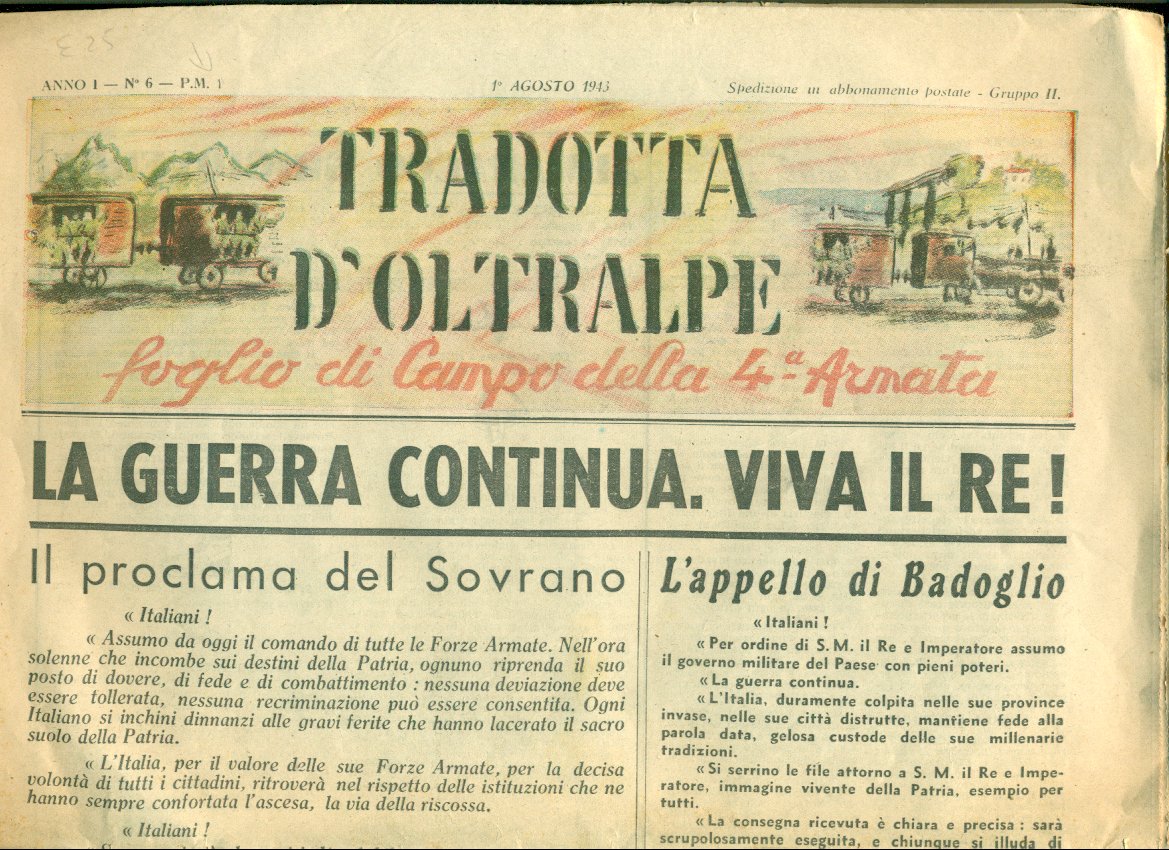 E 25
ANNO I — N° 6 — P.M. 1
1° AGOSTO 1943
Spedizione in abbonamento postale - Gruppo II.
TRADOTTA
D'OLTRALPE
foglio di Campo della 4ª Armata
LA GUERRA CONTINUA. VIVA IL RE !
Il proclama del Sovrano
« Italiani !
« Assumo da oggi il comando di tutte le Forze Armate. Nell'ora
solenne che incombe sui destini della Patria, ognuno riprenda il suo
posto di dovere, di fede e di combattimento : nessuna deviazione deve
essere tollerata, nessuna recriminazione può essere consentita. Ogni
Italiano si inchini dinnanzi alle gravi ferite che hanno lacerato il sacro
suolo della Patria.
« L'Italia, per il valore delle sue Forze Armate, per la decisa
volontà di tutti i cittadini, ritroverà nel rispetto delle istituzioni che ne
hanno sempre confortata l'ascesa, la via della riscossa.
« Italiani !
L'appello di Badoglio
« Italiani !
« Per ordine di S. M. il Re e Imperatore assumo
il governo militare del Paese con pieni poteri.
« La guerra continua.
« L'Italia, duramente colpita nelle sue province
invase, nelle sue città distrutte, mantiene fede alla
parola data, gelosa custode delle sue millenarie
tradizioni.
« Si serrino le file attorno a S. M. il Re e Impe-
ratore, immagine vivente della Patria, esempio per
tutti.
« La consegna ricevuta è chiara e precisa : sarà
scrupolosamente eseguita, e chiunque si illuda di